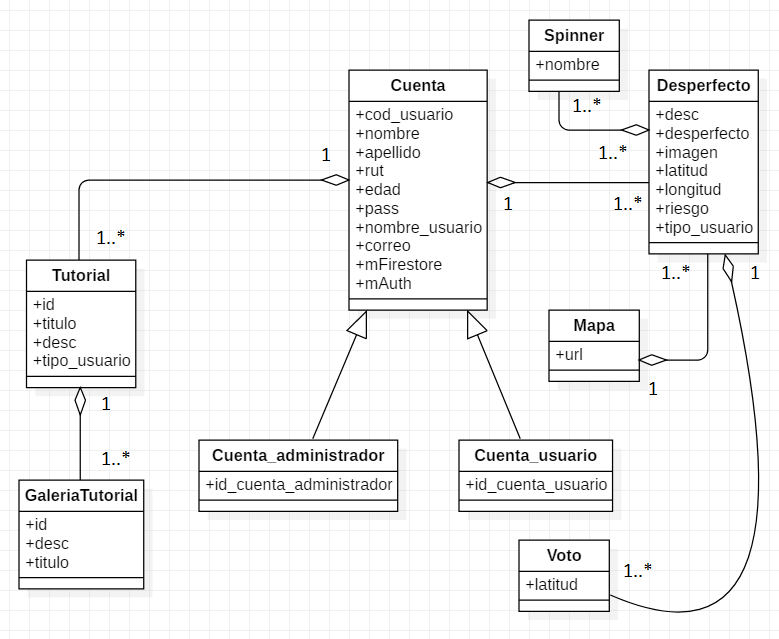 Spinner
+nombre
1..*
Desperfecto
+desc
+desperfecto
+imagen
+latitud
+longitud
+riesgo
+tipo_usuario
1..*
1..*
1
1..*
1
Cuenta
+cod_usuario
+nombre
+apellido
+rut
+edad
+pass
+nombre_usuario
+correo
+mFirestore
+mAuth
1
1
1..*
Tutorial
+id
+titulo
+desc
+tipo_usuario
1
1..*
GaleriaTutorial
+id
+desc
+titulo
Mapa
+url
1
Cuenta_administrador
+id_cuenta_administrador
Cuenta_usuario
+id_cuenta_usuario
Voto
+latitud
1..*